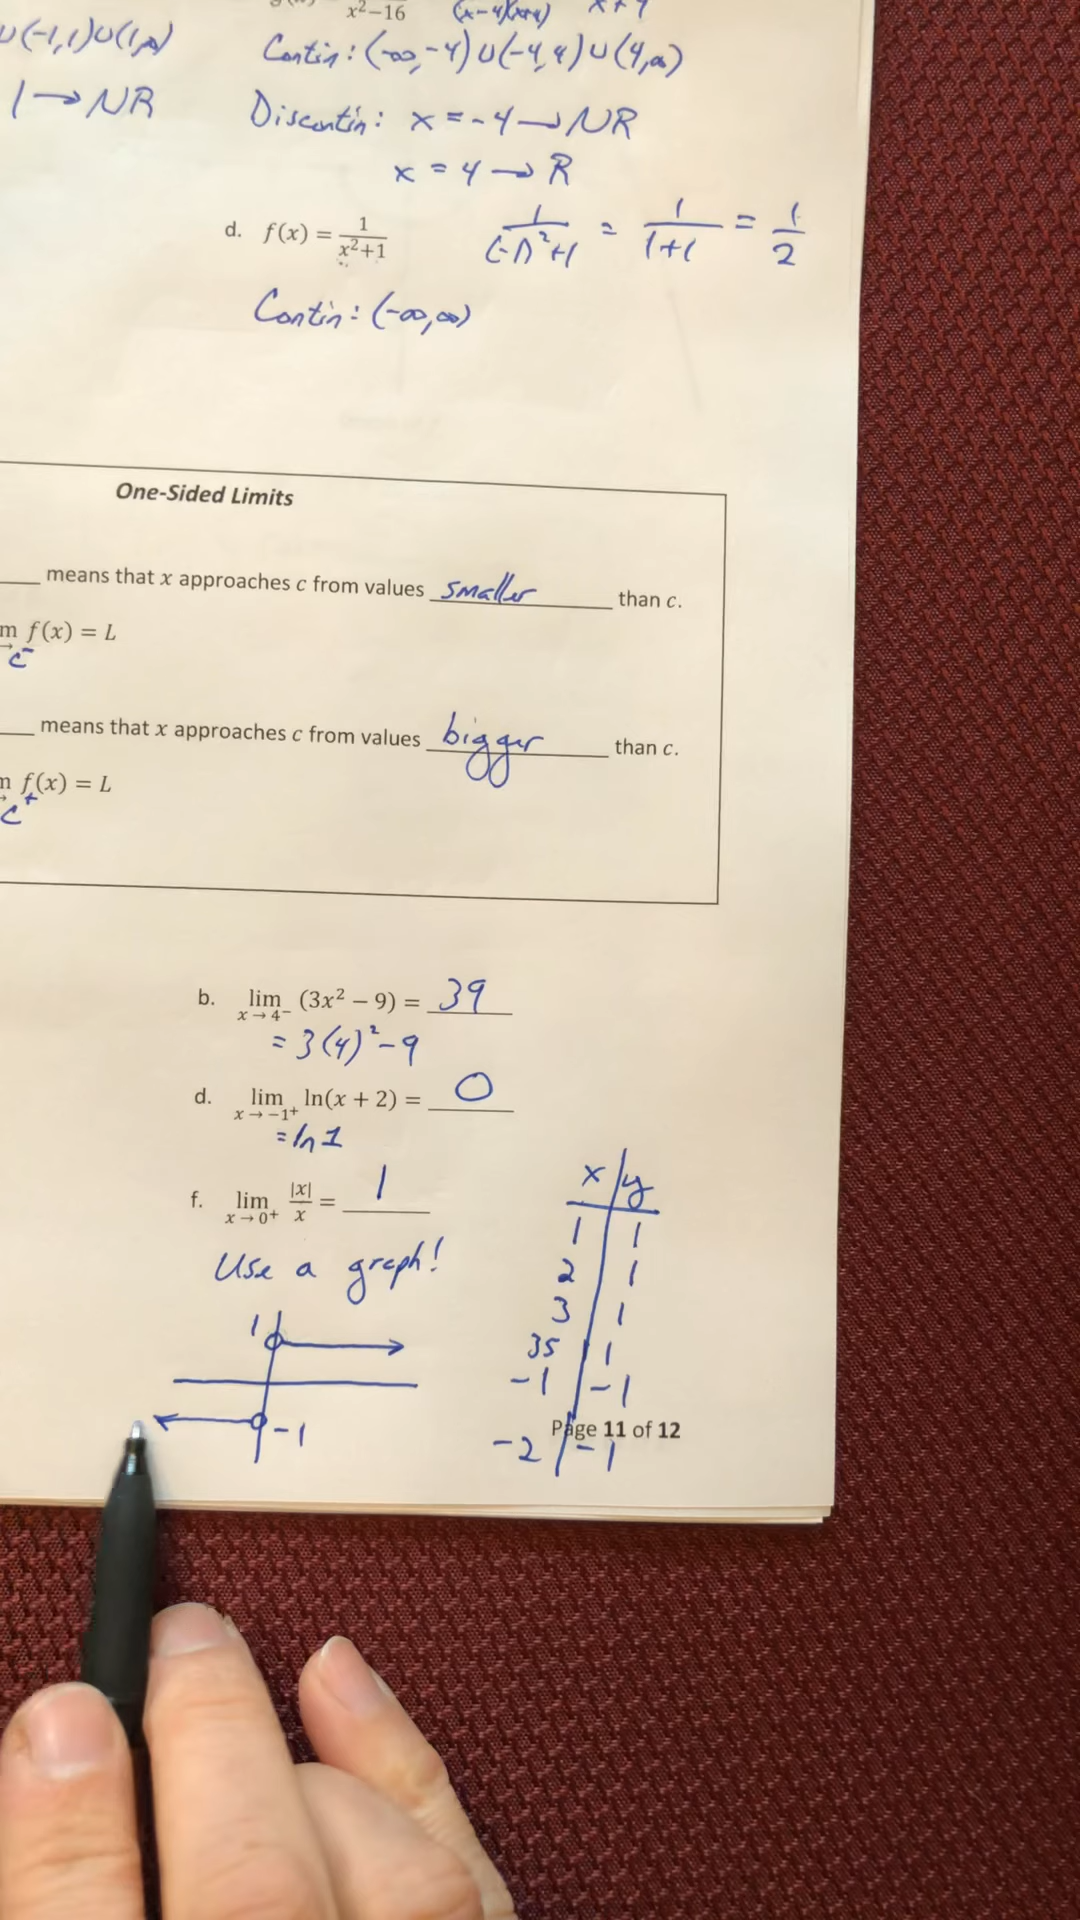 x²−16 (x-4)(x+4) x+4
∪(-1,1)∪(1,∞) Contin: (-∞,-4)∪(-4,4)∪(4,∞)
1→NR Discontin: x=-4→NR
x=4→R
d. f(x) = 1/(x²+1) 1/((-1)²+1) = 1/(1+1) = 1/2
Contin: (-∞,∞)
One-Sided Limits
___ means that x approaches c from values smaller than c.
m f(x) = L
→c⁻
___ means that x approaches c from values bigger than c.
f(x) = L
→c⁺
b. lim x→4⁻ (3x² − 9) = 39
= 3(4)²-9
d. lim x→−1⁺ ln(x + 2) = 0
= ln 1
f. lim x→0⁺ |x|/x = 1
Use a graph!
1
-1
x y
1 1
2 1
3 1
35 1
-1 -1
-2 -1
Page 11 of 12